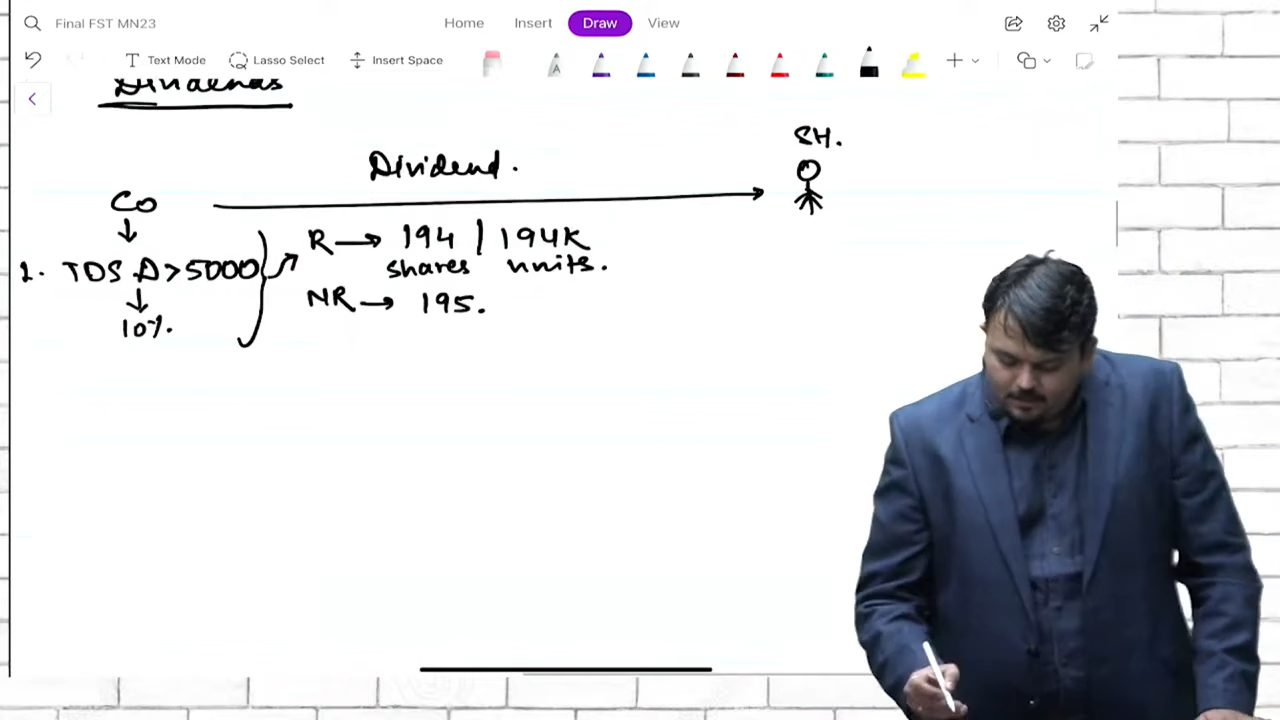 Final FST MN23
Home Insert Draw View
Text Mode Lasso Select Insert Space
A
Dividends
SH.
Dividend.
Co
R → 194 | 194K
shares units.
1. TDS D > 5000
NR → 195.
10%.